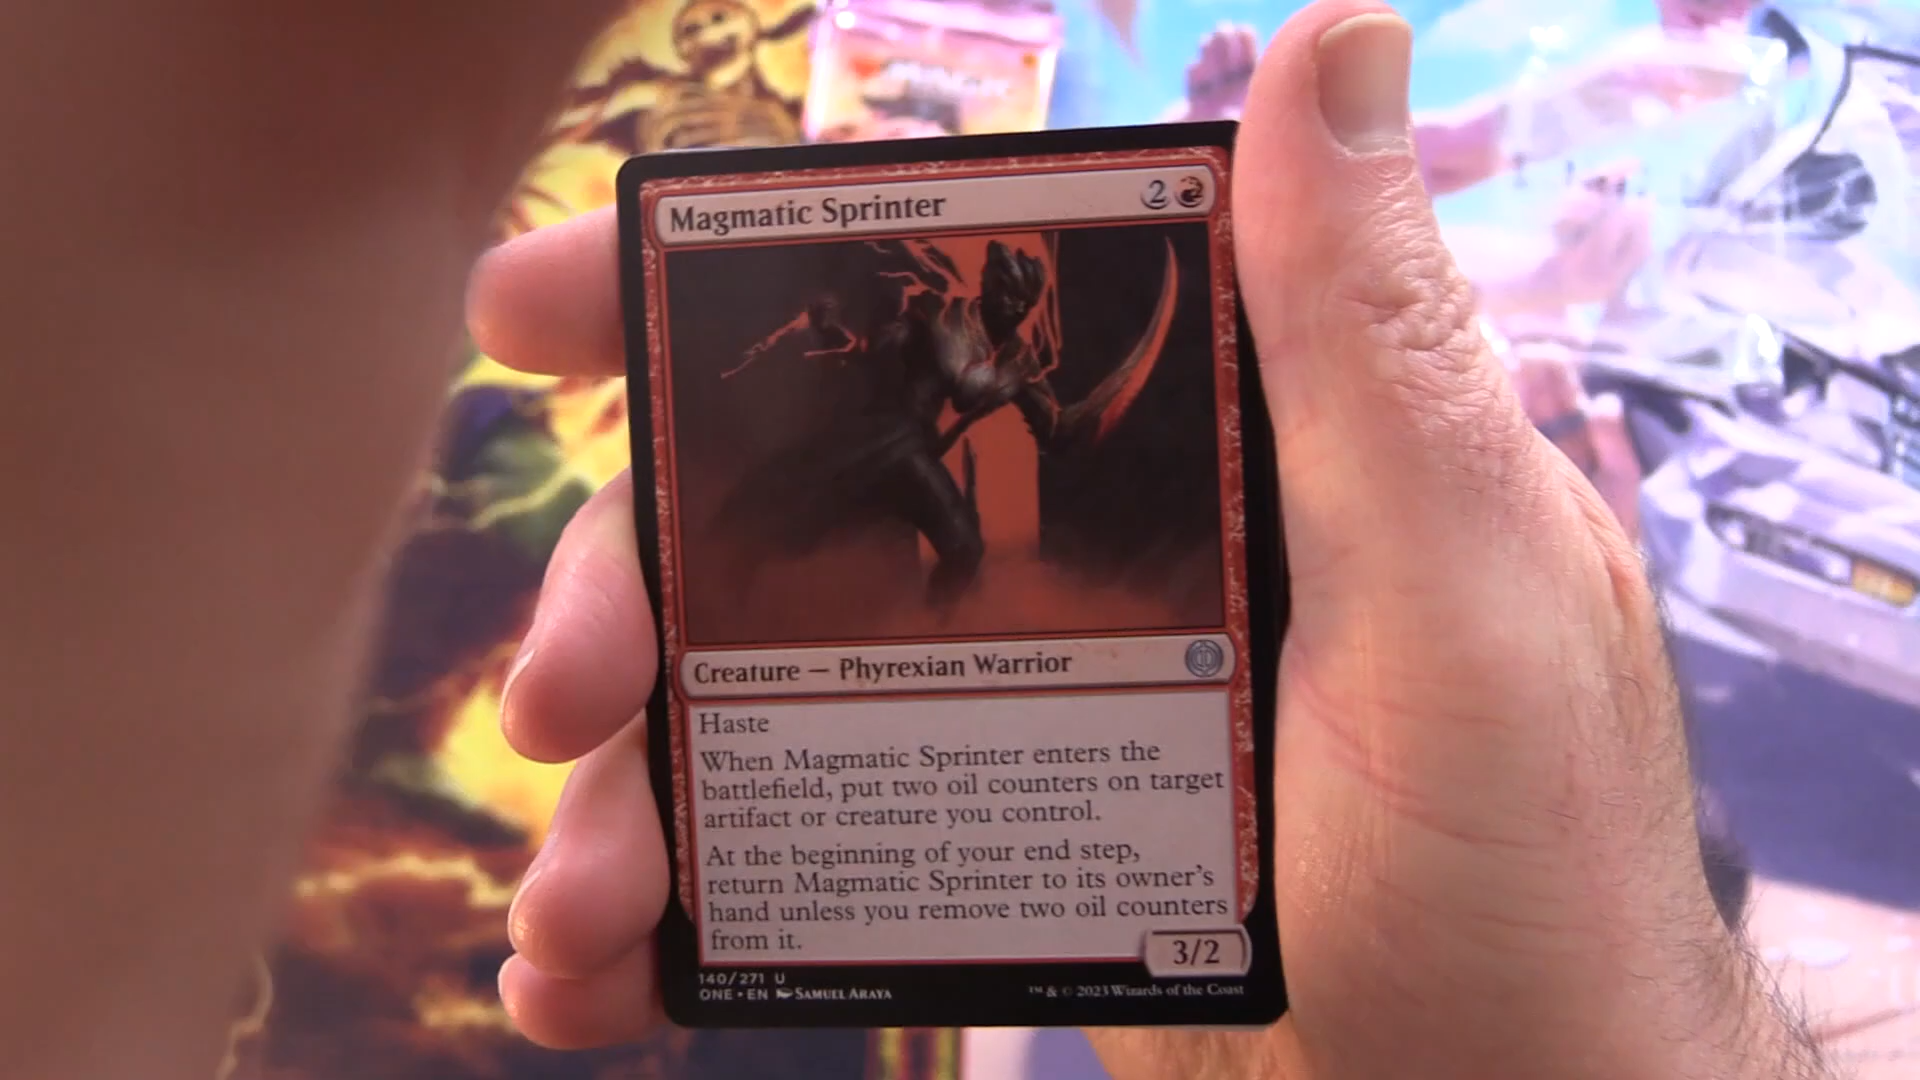 MAGIC
Magmatic Sprinter
2
Creature — Phyrexian Warrior
Haste
When Magmatic Sprinter enters the
battlefield, put two oil counters on target
artifact or creature you control.
At the beginning of your end step,
return Magmatic Sprinter to its owner's
hand unless you remove two oil counters
from it.
3/2
140/271 U
ONE • EN SAMUEL ARAYA
™ & © 2023 Wizards of the Coast